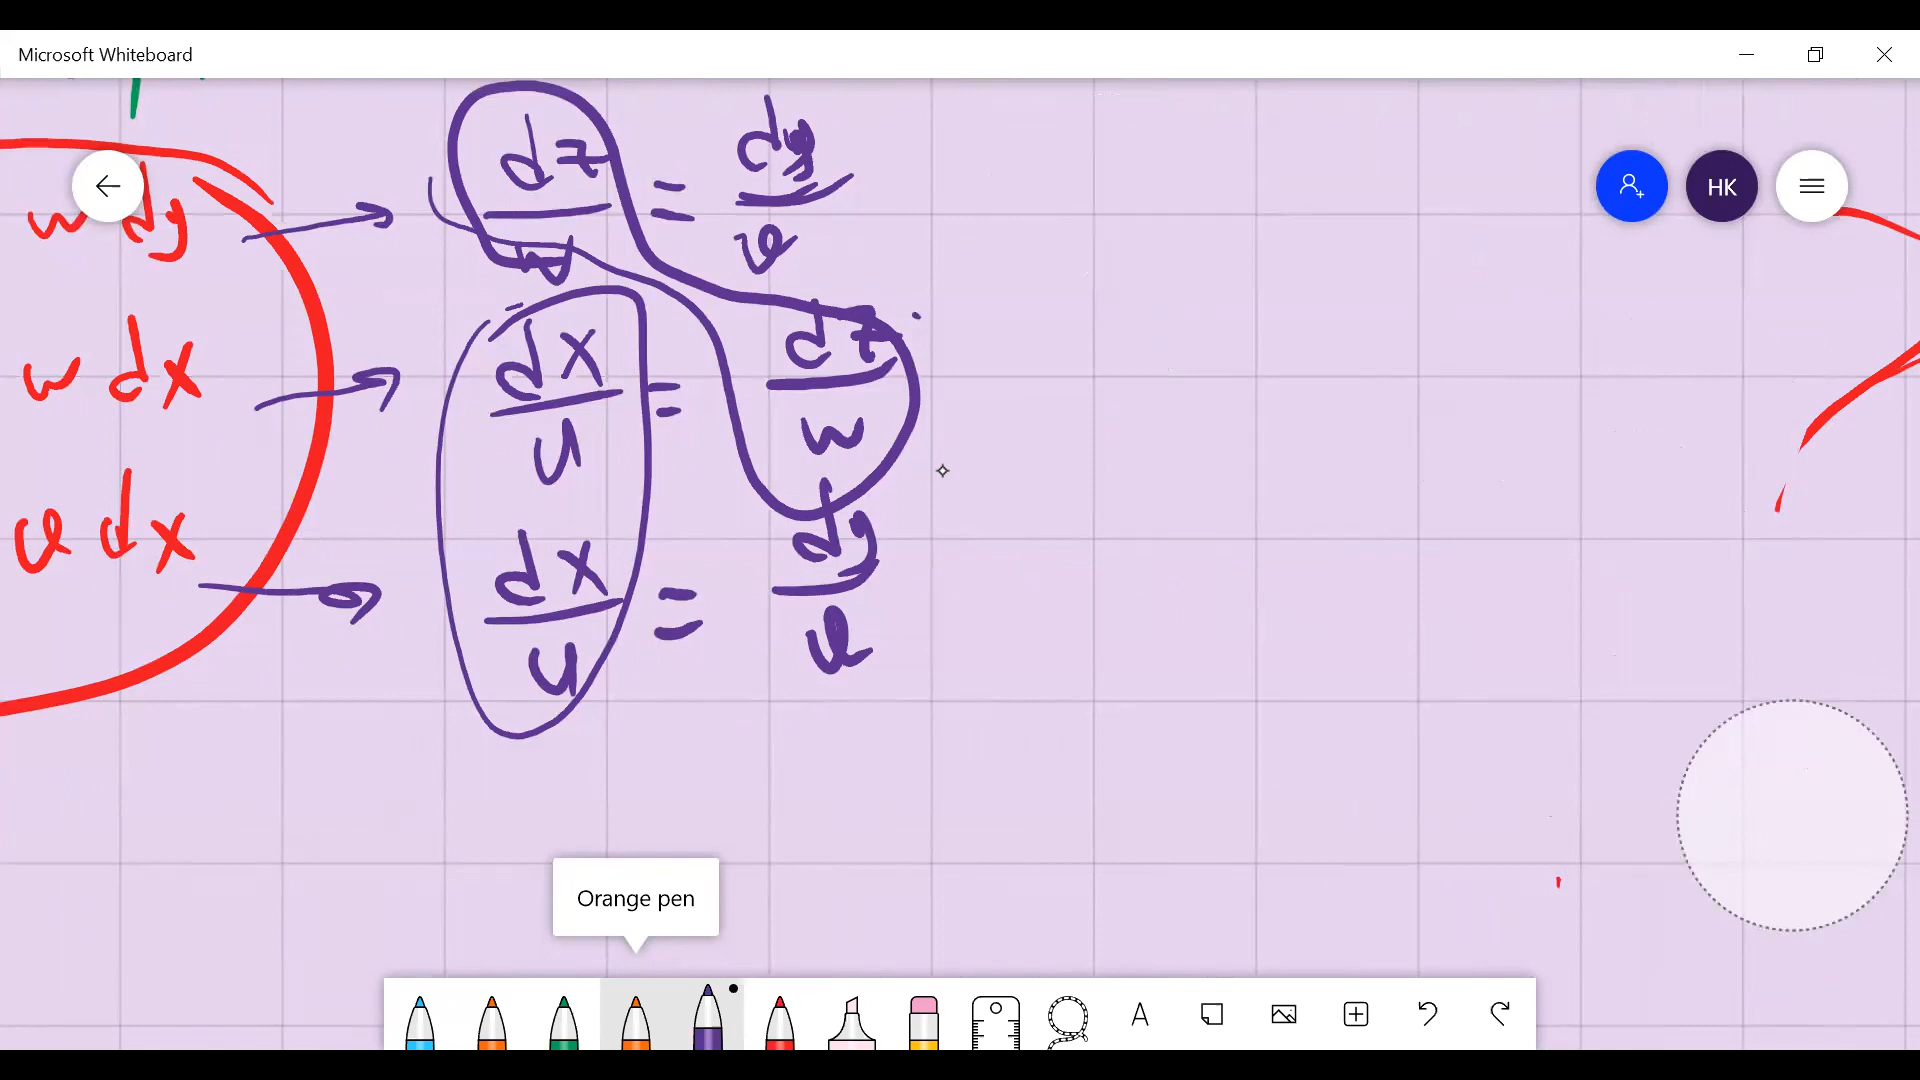 Microsoft Whiteboard
HK
w dy
dz/w = dy/v
w dx
dx/u = dz/w
v dx
dx/u = dy/v
Orange pen